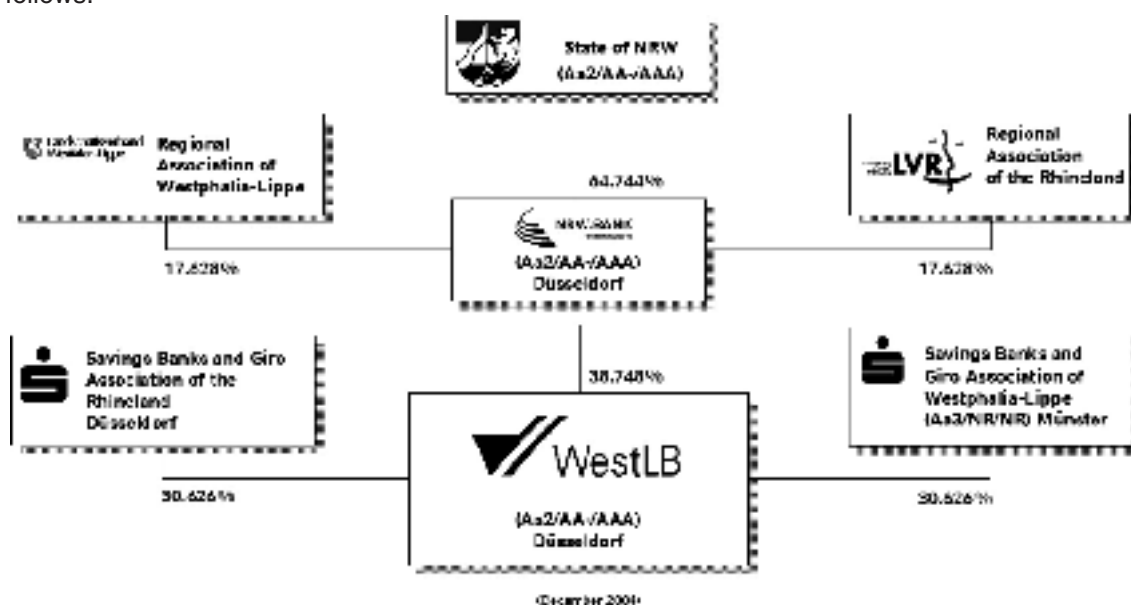 follows:
State of NRW
(Aa2/AA-/AAA)
Regional
Association of
Westphalia-Lippe
LVR
Regional
Association
of the Rhineland
64.744%
NRW.BANK
(Aa2/AA-/AAA)
Düsseldorf
17.628%
17.628%
Savings Banks and Giro
Association of the
Rhineland
Düsseldorf
38.748%
Savings Banks and
Giro Association of
Westphalia-Lippe
(Aa3/NR/NR) Münster
WestLB
30.626%
30.626%
(Aa2/AA-/AAA)
Düsseldorf
(December 2004)